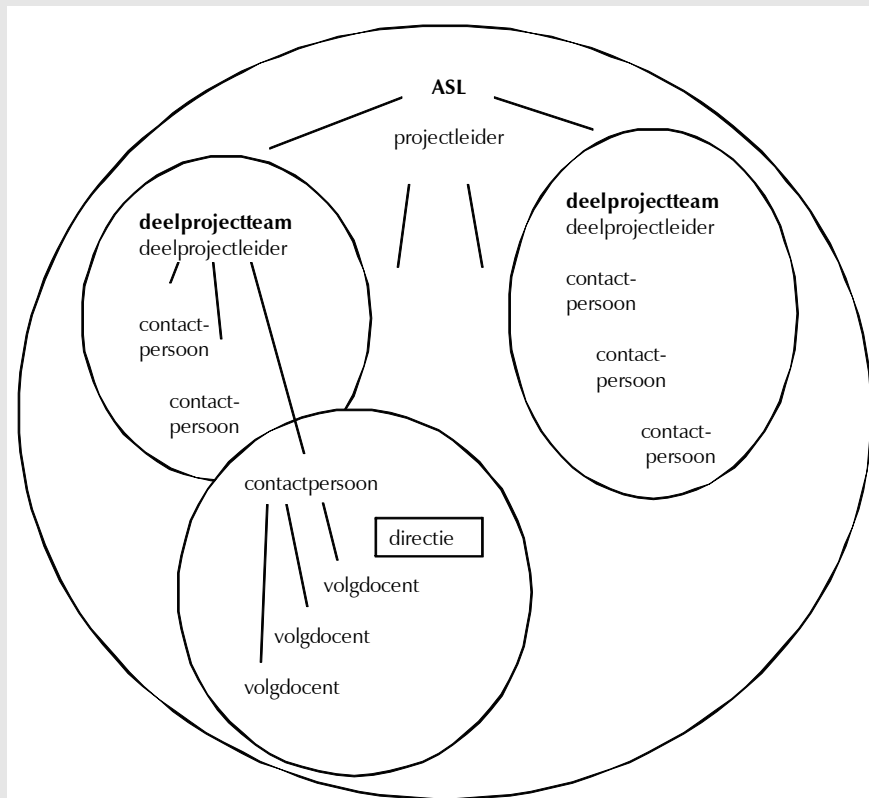 ASL
projectleider
deelprojectteam
deelprojectleider
contact-
persoon
contact-
persoon
deelprojectteam
deelprojectleider
contact-
persoon
contact-
persoon
contact-
persoon
contactpersoon
directie
volgdocent
volgdocent
volgdocent